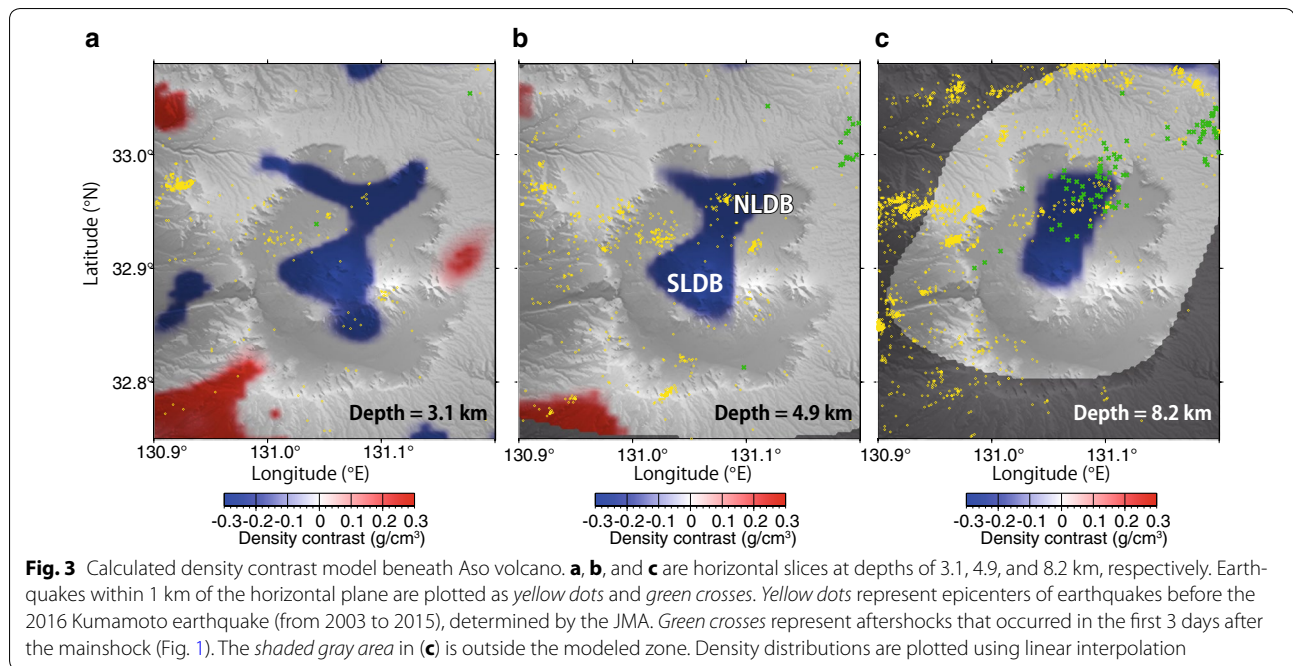 a
b
c
33.0°
32.9°
32.8°
Latitude (°N)
NLDB
SLDB
Depth = 3.1 km
Depth = 4.9 km
Depth = 8.2 km
130.9° 131.0° 131.1°
130.9° 131.0° 131.1°
130.9° 131.0° 131.1°
Longitude (°E)
Longitude (°E)
Longitude (°E)
-0.3-0.2-0.1 0 0.1 0.2 0.3
-0.3-0.2-0.1 0 0.1 0.2 0.3
-0.3-0.2-0.1 0 0.1 0.2 0.3
Density contrast (g/cm³)
Density contrast (g/cm³)
Density contrast (g/cm³)
Fig. 3 Calculated density contrast model beneath Aso volcano. a, b, and c are horizontal slices at depths of 3.1, 4.9, and 8.2 km, respectively. Earth-
quakes within 1 km of the horizontal plane are plotted as yellow dots and green crosses. Yellow dots represent epicenters of earthquakes before the
2016 Kumamoto earthquake (from 2003 to 2015), determined by the JMA. Green crosses represent aftershocks that occurred in the first 3 days after
the mainshock (Fig. 1). The shaded gray area in (c) is outside the modeled zone. Density distributions are plotted using linear interpolation